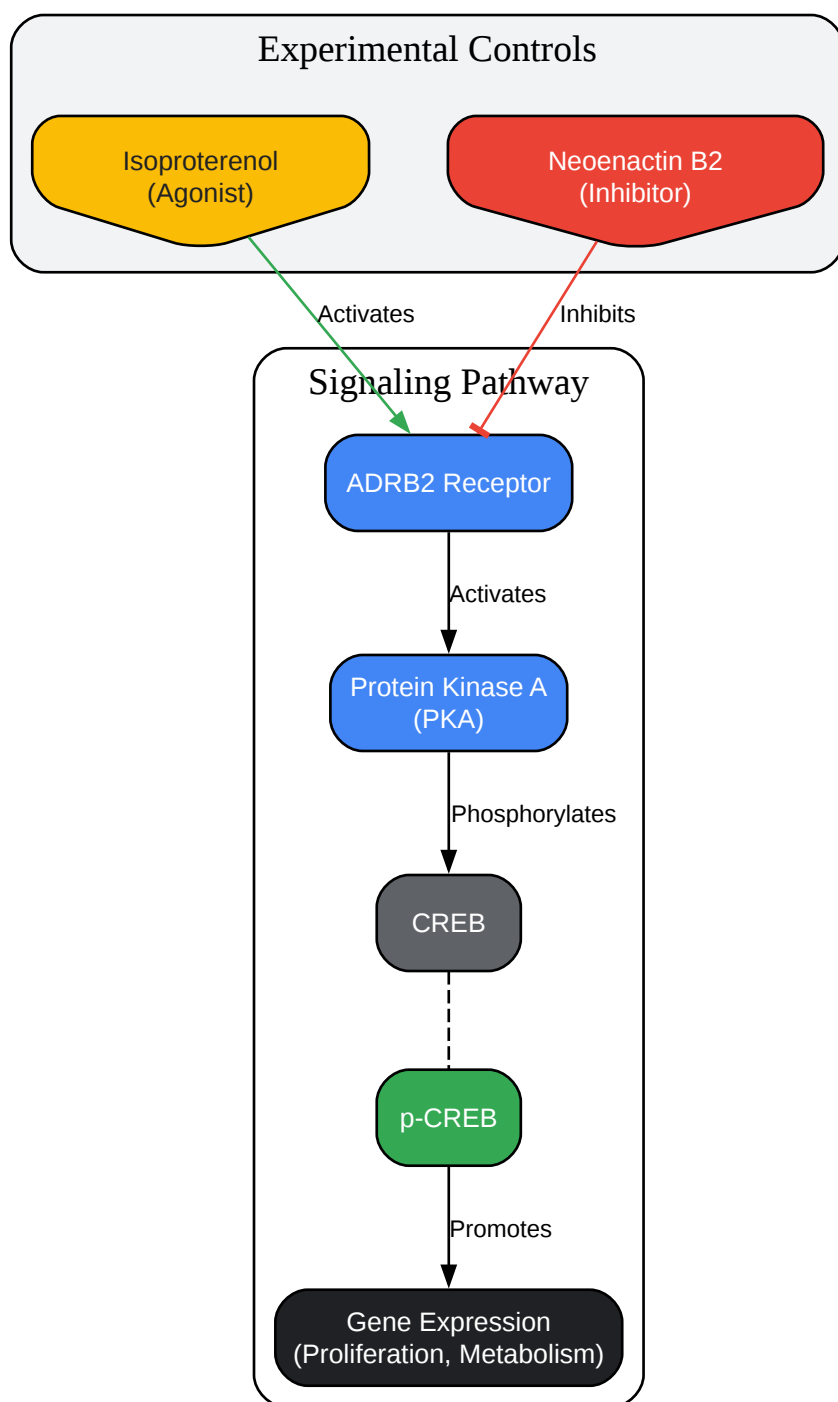 Experimental Controls
Isoproterenol
(Agonist)
Neoenactin B2
(Inhibitor)
Activates
Inhibits
Signaling Pathway
ADRB2 Receptor
Activates
Protein Kinase A
(PKA)
Phosphorylates
CREB
p-CREB
Promotes
Gene Expression
(Proliferation, Metabolism)